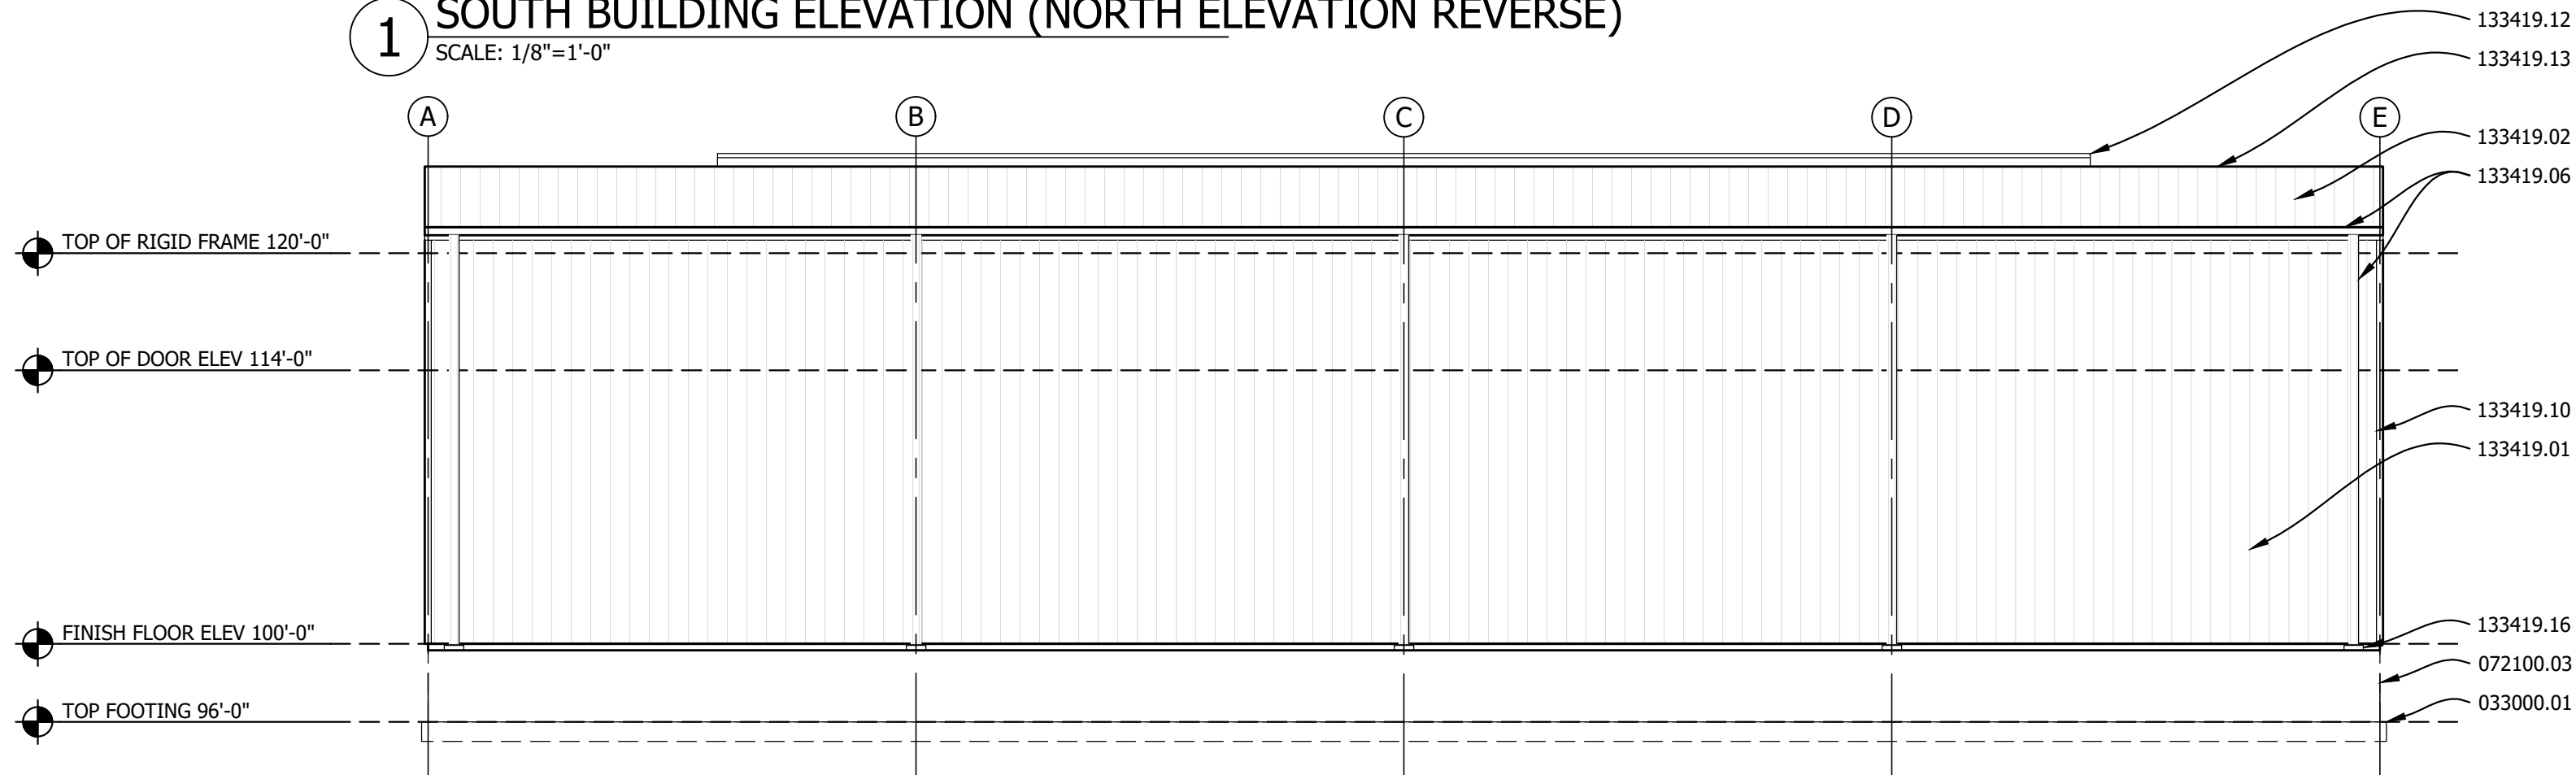 1
SOUTH BUILDING ELEVATION (NORTH ELEVATION REVERSE)
SCALE: 1/8"=1'-0"
133419.12
133419.13
A
B
C
D
E
133419.02
133419.06
TOP OF RIGID FRAME 120'-0"
TOP OF DOOR ELEV 114'-0"
133419.10
133419.01
FINISH FLOOR ELEV 100'-0"
133419.16
072100.03
TOP FOOTING 96'-0"
033000.01